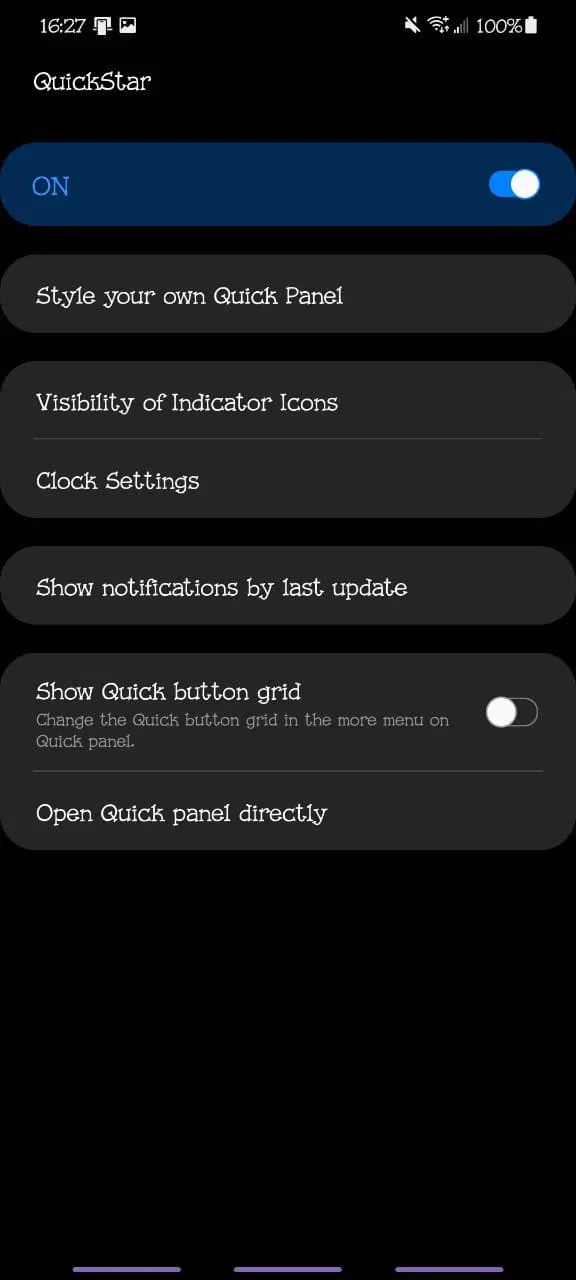 16:27 100%
QuickStar
ON
Style your own Quick Panel
Visibility of Indicator Icons
Clock Settings
Show notifications by last update
Show Quick button grid
Change the Quick button grid in the more menu on
Quick panel.
Open Quick panel directly